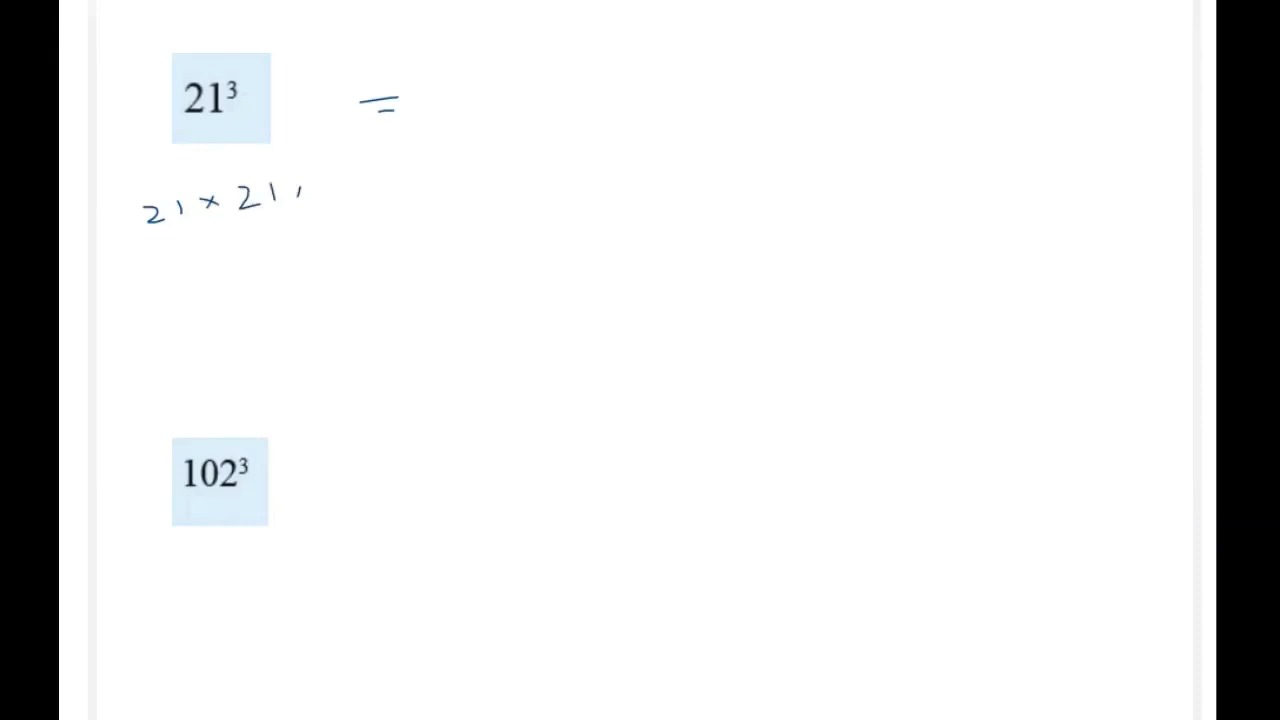 21³ =
21 × 21
102³